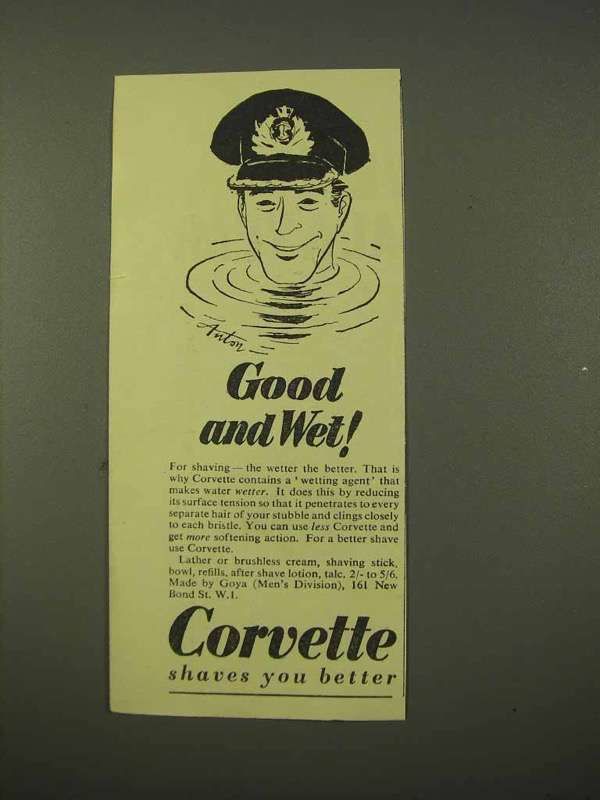 Anton
Good
and Wet!
For shaving — the wetter the better. That is
why Corvette contains a 'wetting agent' that
makes water wetter. It does this by reducing
its surface tension so that it penetrates to every
separate hair of your stubble and clings closely
to each bristle. You can use less Corvette and
get more softening action. For a better shave
use Corvette.
Lather or brushless cream, shaving stick,
bowl, refills, after shave lotion, talc. 2/- to 5/6.
Made by Goya (Men's Division), 161 New
Bond St. W.1.
Corvette
shaves you better